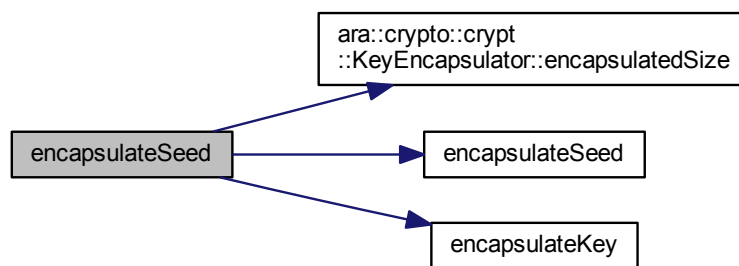 encapsulateSeed
ara::crypto::crypt
::KeyEncapsulator::encapsulatedSize
encapsulateSeed
encapsulateKey